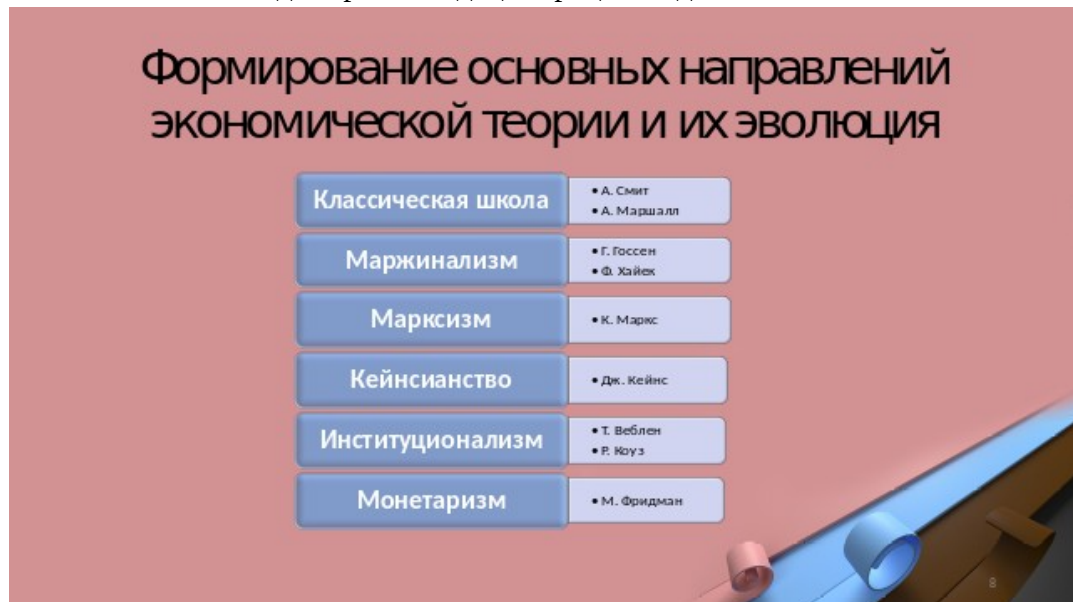 Формирование основных направлений
экономической теории и их эволюция
Классическая школа
• А. Смит
• А. Маршалл
Маржинализм
• Г. Госсен
• Ф. Хайек
Марксизм
• К. Маркс
Кейнсианство
• Дж. Кейнс
Институционализм
• Т. Веблен
• Р. Коуз
Монетаризм
• М. Фридман
8